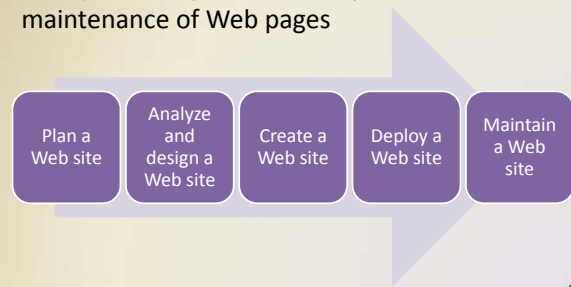 maintenance of Web pages
Plan a
Web site
Analyze
and
design a
Web site
Create a
Web site
Deploy a
Web site
Maintain
a Web
site